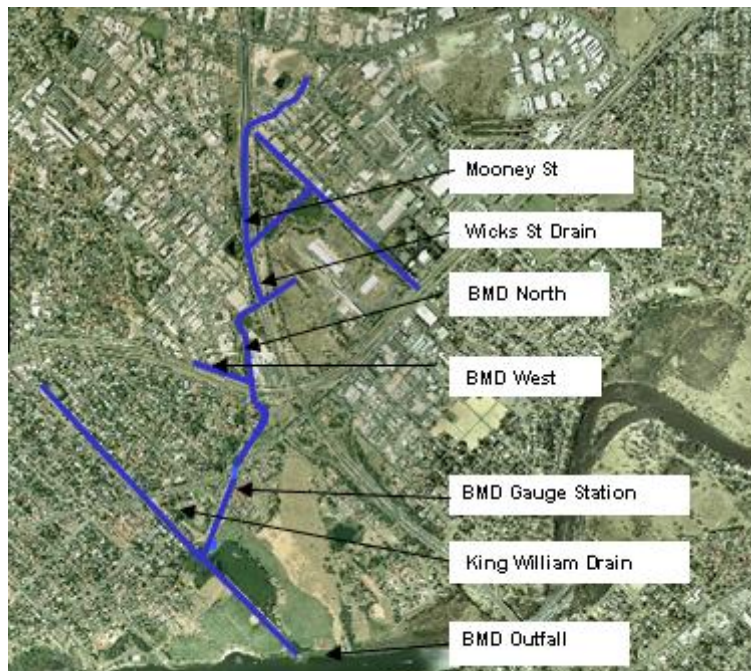 Mooney St
Wicks St Drain
BMD North
BMD West
BMD Gauge Station
King William Drain
BMD Outfall